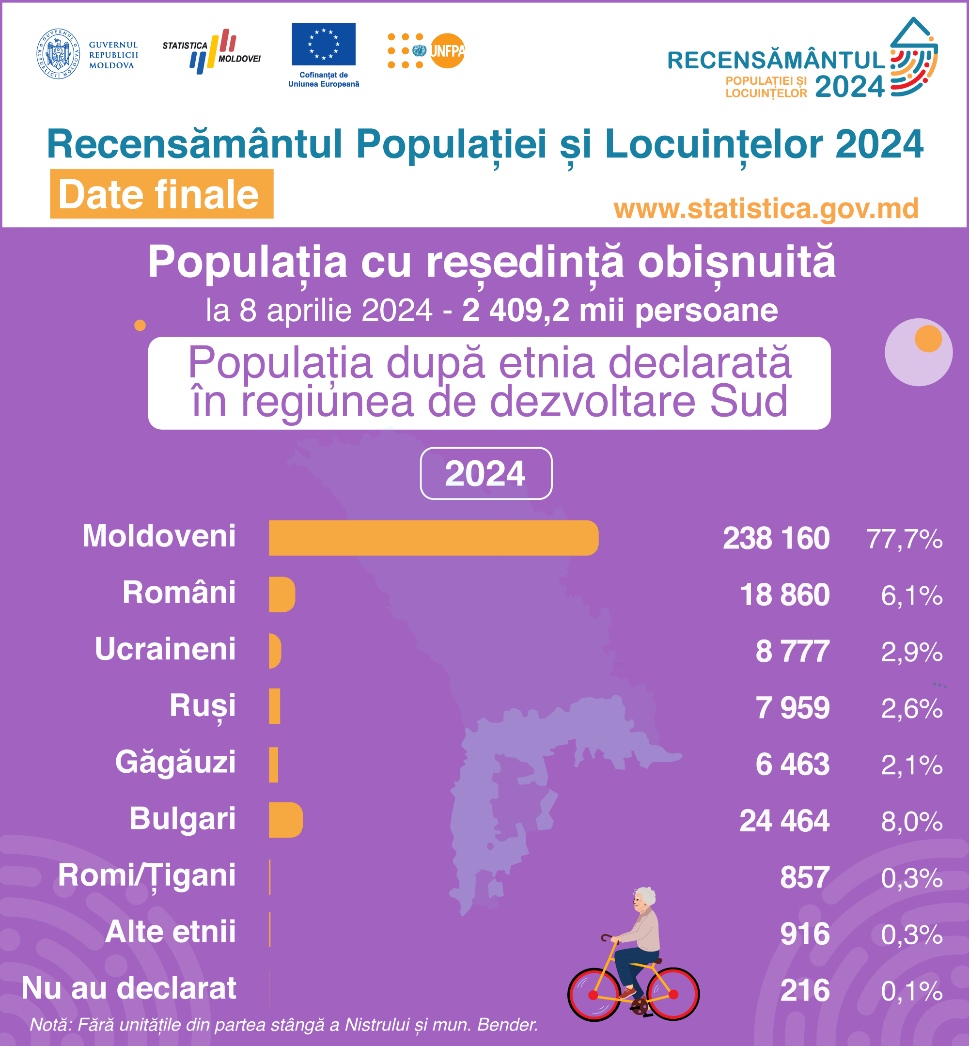 GUVERNUL
REPUBLICII
MOLDOVA
STATISTICA
MOLDOVEI
Cofinanțat de
Uniunea Europeană
UNFPA
RECENSĂMÂNTUL
POPULAȚIEI ȘI
LOCUINȚELOR
2024
Recensământul Populației și Locuințelor 2024
Date finale
www.statistica.gov.md
Populația cu reședință obișnuită
la 8 aprilie 2024 - 2 409,2 mii persoane
Populația după etnia declarată
în regiunea de dezvoltare Sud
2024
Moldoveni 238 160 77,7%
Români 18 860 6,1%
Ucraineni 8 777 2,9%
Ruși 7 959 2,6%
Găgăuzi 6 463 2,1%
Bulgari 24 464 8,0%
Romi/Țigani 857 0,3%
Alte etnii 916 0,3%
Nu au declarat 216 0,1%
Notă: Fără unitățile din partea stângă a Nistrului și mun. Bender.